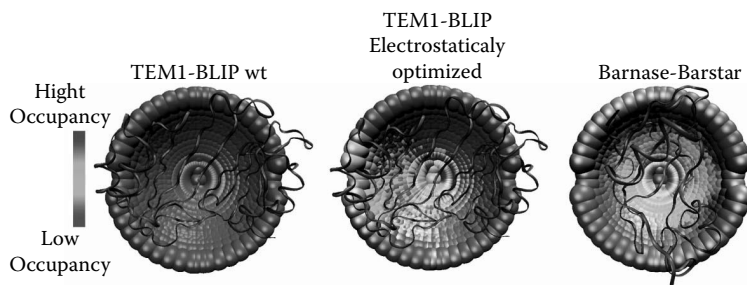 TEM1-BLIP wt
TEM1-BLIP
Electrostaticaly
optimized
Barnase-Barstar
Hight
Occupancy
Low
Occupancy